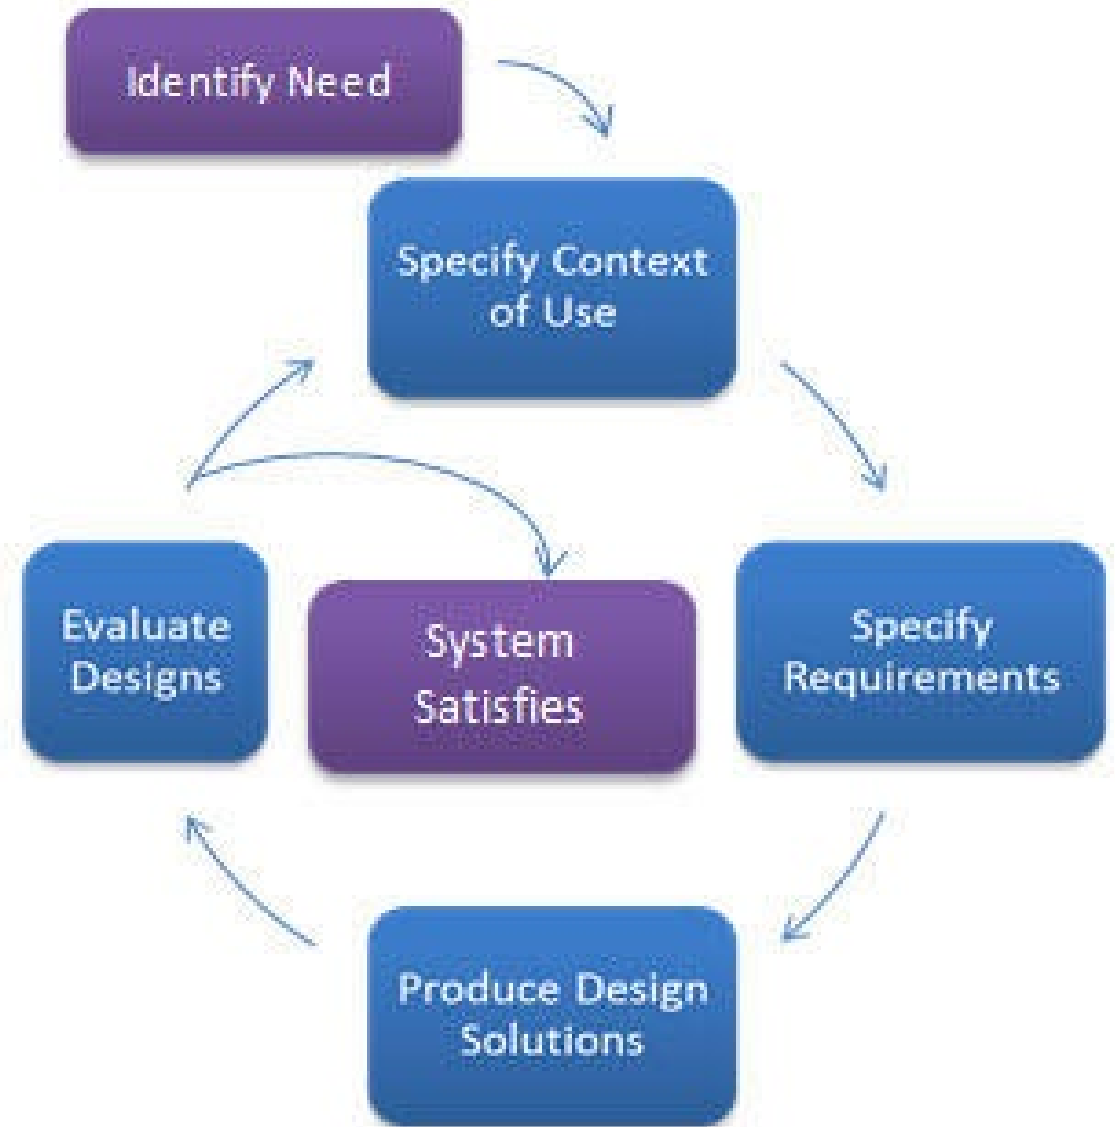 Identify Need
Specify Context
of Use
Evaluate
Designs
System
Satisfies
Specify
Requirements
Produce Design
Solutions